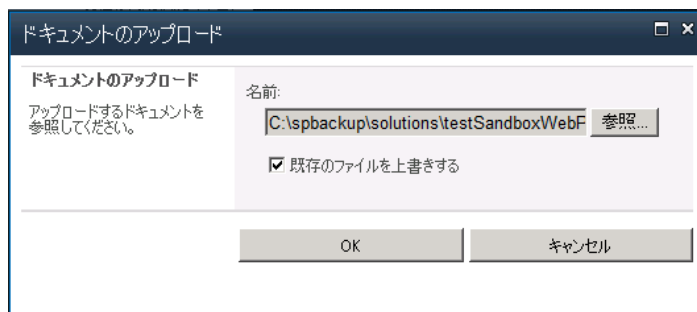 ドキュメントのアップロード
ドキュメントのアップロード
アップロードするドキュメントを
参照してください。
名前:
C:\spbackup\solutions\testSandboxWebP
参照...
既存のファイルを上書きする
OK
キャンセル